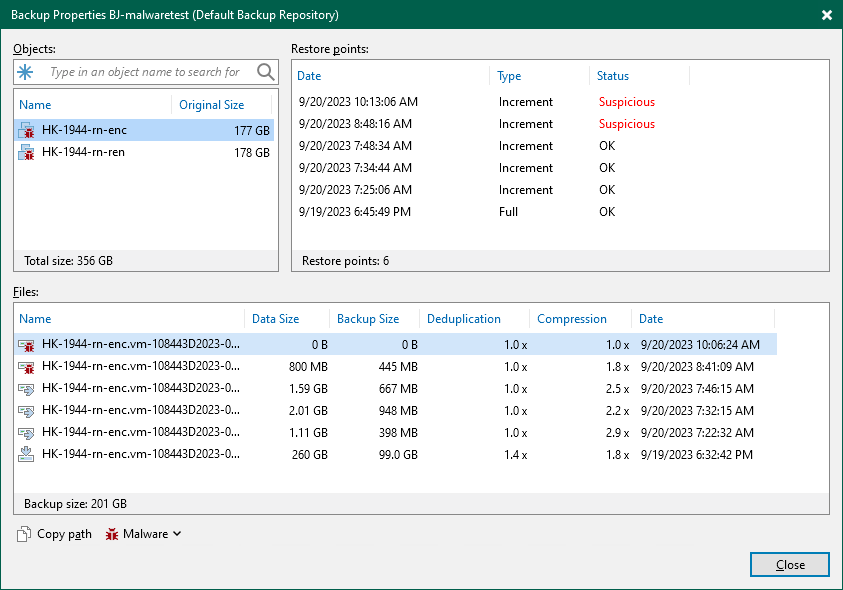 Backup Properties BJ-malwaretest (Default Backup Repository)
Objects:
Type in an object name to search for
Name Original Size
HK-1944-rn-enc 177 GB
HK-1944-rn-ren 178 GB
Total size: 356 GB
Restore points:
Date Type Status
9/20/2023 10:13:06 AM Increment Suspicious
9/20/2023 8:48:16 AM Increment Suspicious
9/20/2023 7:48:34 AM Increment OK
9/20/2023 7:34:44 AM Increment OK
9/20/2023 7:25:06 AM Increment OK
9/19/2023 6:45:49 PM Full OK
Restore points: 6
Files:
Name Data Size Backup Size Deduplication Compression Date
HK-1944-rn-enc.vm-108443D2023-0... 0 B 0 B 1.0 x 1.0 x 9/20/2023 10:06:24 AM
HK-1944-rn-enc.vm-108443D2023-0... 800 MB 445 MB 1.0 x 1.8 x 9/20/2023 8:41:09 AM
HK-1944-rn-enc.vm-108443D2023-0... 1.59 GB 667 MB 1.0 x 2.5 x 9/20/2023 7:46:15 AM
HK-1944-rn-enc.vm-108443D2023-0... 2.01 GB 948 MB 1.0 x 2.2 x 9/20/2023 7:32:15 AM
HK-1944-rn-enc.vm-108443D2023-0... 1.11 GB 398 MB 1.0 x 2.9 x 9/20/2023 7:22:32 AM
HK-1944-rn-enc.vm-108443D2023-0... 260 GB 99.0 GB 1.4 x 1.8 x 9/19/2023 6:32:42 PM
Backup size: 201 GB
Copy path Malware
Close